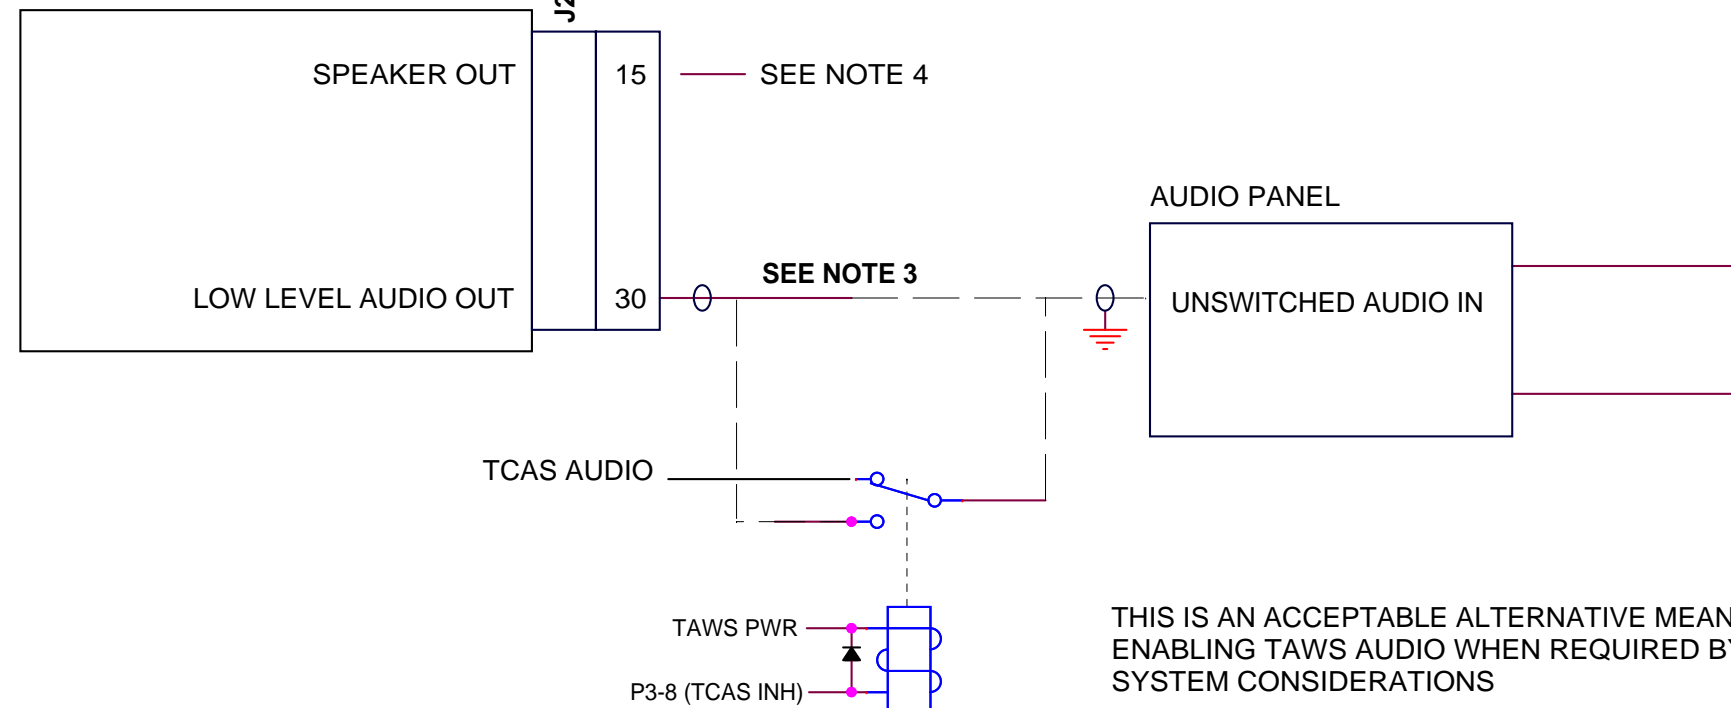 J2
SPEAKER OUT
15
SEE NOTE 4
AUDIO PANEL
SEE NOTE 3
LOW LEVEL AUDIO OUT
30
UNSWITCHED AUDIO IN
TCAS AUDIO
TAWS PWR
P3-8 (TCAS INH)
THIS IS AN ACCEPTABLE ALTERNATIVE MEAN
ENABLING TAWS AUDIO WHEN REQUIRED BY
SYSTEM CONSIDERATIONS